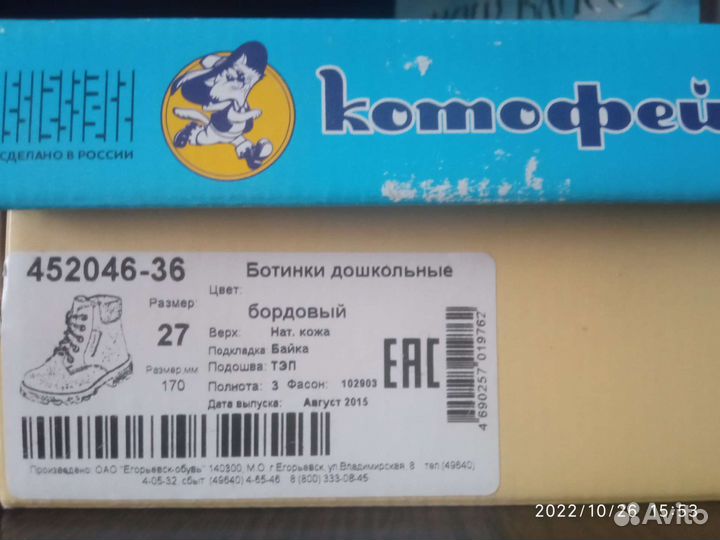 котофей
СДЕЛАНО В РОССИИ
452046-36 Ботинки дошкольные
Размер: Цвет:
27 бордовый
Верх: Нат. кожа
Подкладка Байка
Размер,мм Подошва: ТЭП
170 Полнота: 3 Фасон: 102903
Дата выпуска: Август 2015
EAC
4 690257 019762
Произведено: ОАО "Егорьевск-обувь" 140300, М.О. г.Егорьевск, ул.Владимирская, 8 тел (49640)
4-05-32, сбыт (49640) 4-65-46 8 (800) 333-08-45
2022/10/26 15:53
Avito